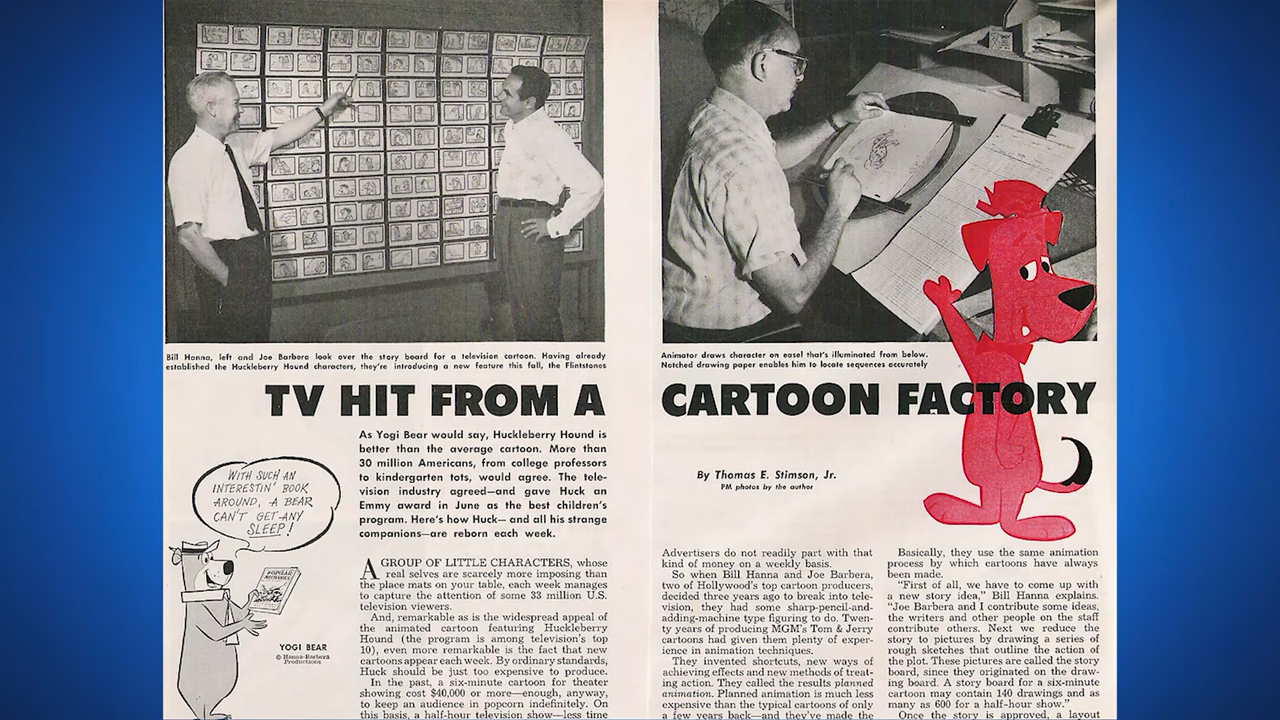 Bill Hanna, left and Joe Barbera look over the story board for a television cartoon. Having already
established the Huckleberry Hound characters, they're introducing a new feature this fall, the Flintstones
Animator draws character on easel that's illuminated from below.
Notched drawing paper enables him to locate sequences accurately
TV HIT FROM A CARTOON FACTORY
As Yogi Bear would say, Huckleberry Hound is
better than the average cartoon. More than
30 million Americans, from college professors
to kindergarten tots, would agree. The tele-
vision industry agreed—and gave Huck an
Emmy award in June as the best children's
program. Here's how Huck—and all his strange
companions—are reborn each week.
By Thomas E. Stimson, Jr.
PM photos by the author
WITH SUCH AN
INTERESTIN' BOOK
AROUND, A BEAR
CAN'T GET ANY
SLEEP!
POPULAR
MECHANICS
YOGI BEAR
© Hanna-Barbera
Productions
A GROUP OF LITTLE CHARACTERS, whose
real selves are scarcely more imposing than
the place mats on your table, each week manages
to capture the attention of some 33 million U.S.
television viewers.
And, remarkable as is the widespread appeal of
the animated cartoon featuring Huckleberry
Hound (the program is among television's top
10), even more remarkable is the fact that new
cartoons appear each week. By ordinary standards,
Huck should be just too expensive to produce.
In the past, a six-minute cartoon for theater
showing cost $40,000 or more—enough, anyway,
to keep an audience in popcorn indefinitely. On
this basis, a half-hour television show—less time
Advertisers do not readily part with that
kind of money on a weekly basis.
So when Bill Hanna and Joe Barbera,
two of Hollywood's top cartoon producers,
decided three years ago to break into tele-
vision, they had some sharp-pencil-and-
adding-machine type figuring to do. Twen-
ty years of producing MGM's Tom & Jerry
cartoons had given them plenty of exper-
ience in animation techniques.
They invented shortcuts, new ways of
achieving effects and new methods of treat-
ing action. They called the results planned
animation. Planned animation is much less
expensive than the typical cartoons of only
a few years back—and they've made the
Basically, they use the same animation
process by which cartoons have always
been made.
"First of all, we have to come up with
a new story idea," Bill Hanna explains.
"Joe Barbera and I contribute some ideas,
the writers and other people on the staff
contribute others. Next we reduce the
story to pictures by drawing a series of
rough sketches that outline the action of
the plot. These pictures are called the story
board, since they originated on the draw-
ing board. A story board for a six-minute
cartoon may contain 140 drawings and as
many as 600 for a half-hour show."
Once the story is approved, a layout